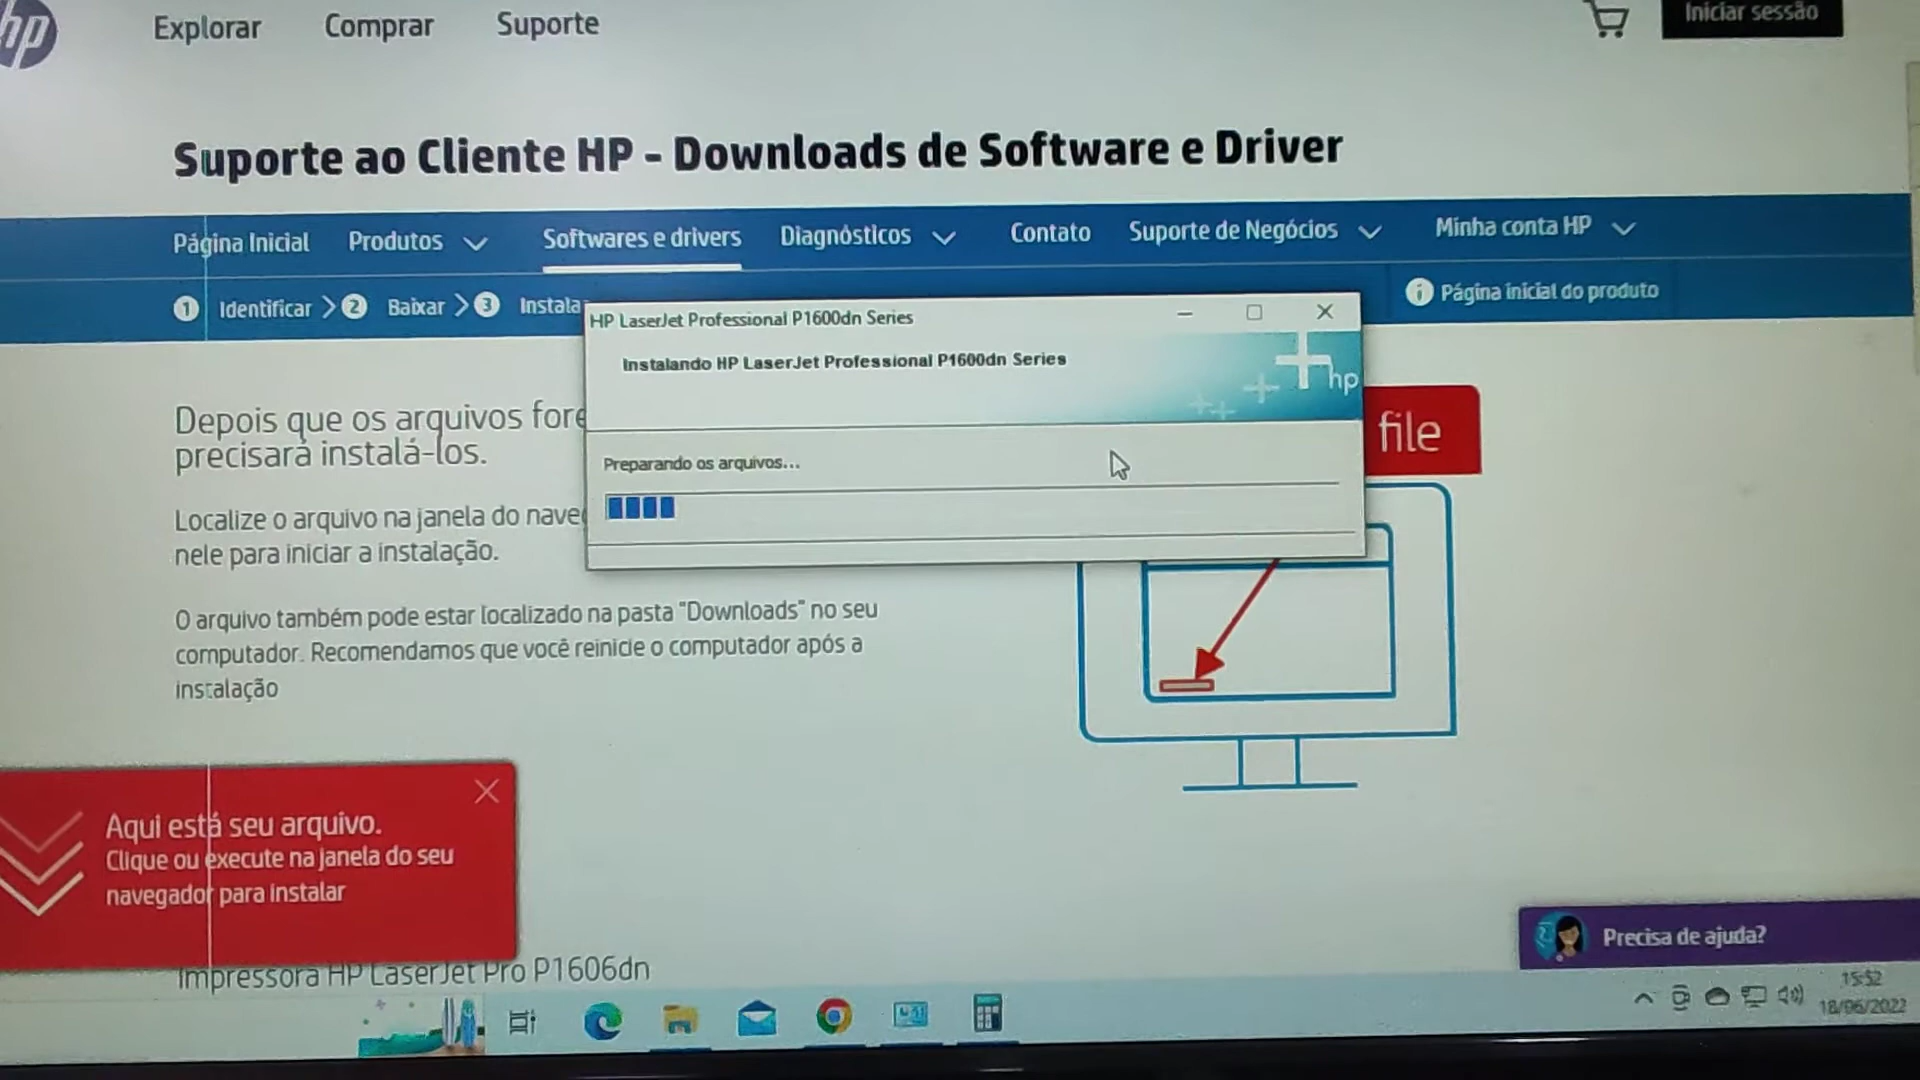 hp
Explorar
Comprar
Suporte
Iniciar sessão
Suporte ao Cliente HP - Downloads de Software e Driver
Página Inicial
Produtos
Softwares e drivers
Diagnósticos
Contato
Suporte de Negócios
Minha conta HP
1 Identificar
2 Baixar
3 Instala
Página inicial do produto
HP LaserJet Professional P1600dn Series
Instalando HP LaserJet Professional P1600dn Series
hp
Preparando os arquivos...
file
Depois que os arquivos fore
precisará instalá-los.
Localize o arquivo na janela do nave
nele para iniciar a instalação.
O arquivo também pode estar localizado na pasta "Downloads" no seu
computador. Recomendamos que você reinicie o computador após a
instalação
Aqui está seu arquivo.
Clique ou execute na janela do seu
navegador para instalar
Impressora HP LaserJet Pro P1606dn
Precisa de ajuda?
15:52
18/06/2022